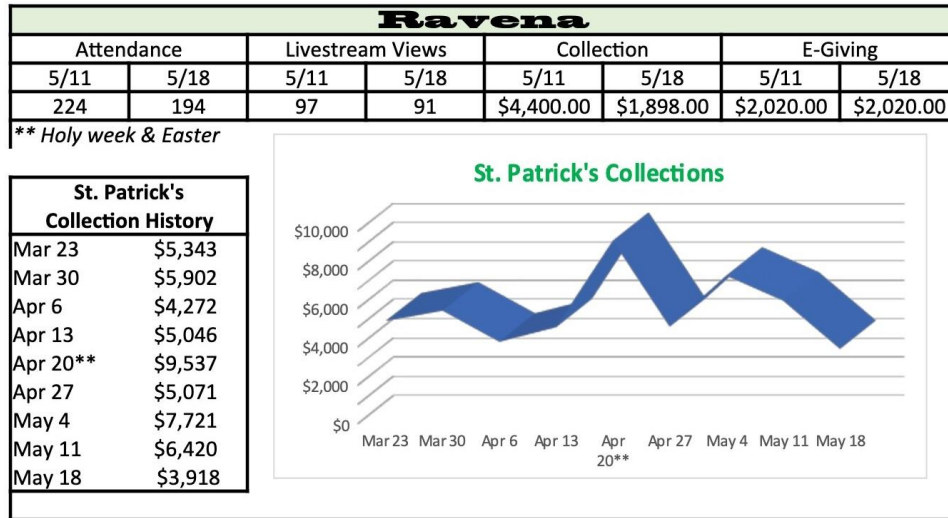 Ravena
Attendance Livestream Views Collection E-Giving
5/11 5/18 5/11 5/18 5/11 5/18 5/11 5/18
224 194 97 91 $4,400.00 $1,898.00 $2,020.00 $2,020.00
** Holy week & Easter
St. Patrick's
Collection History
Mar 23 $5,343
Mar 30 $5,902
Apr 6 $4,272
Apr 13 $5,046
Apr 20** $9,537
Apr 27 $5,071
May 4 $7,721
May 11 $6,420
May 18 $3,918
St. Patrick's Collections
$10,000
$8,000
$6,000
$4,000
$2,000
$0
Mar 23 Mar 30 Apr 6 Apr 13 Apr Apr 27 May 4 May 11 May 18
20**